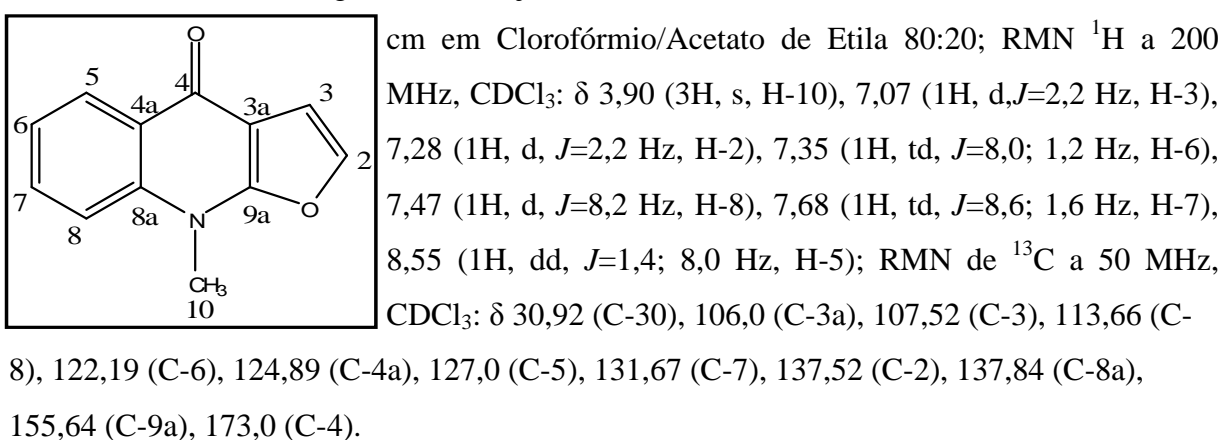 cm em Clorofórmio/Acetato de Etila 80:20; RMN ¹H a 200
MHz, CDCl₃: δ 3,90 (3H, s, H-10), 7,07 (1H, d,J=2,2 Hz, H-3),
7,28 (1H, d, J=2,2 Hz, H-2), 7,35 (1H, td, J=8,0; 1,2 Hz, H-6),
7,47 (1H, d, J=8,2 Hz, H-8), 7,68 (1H, td, J=8,6; 1,6 Hz, H-7),
8,55 (1H, dd, J=1,4; 8,0 Hz, H-5); RMN de ¹³C a 50 MHz,
CDCl₃: δ 30,92 (C-30), 106,0 (C-3a), 107,52 (C-3), 113,66 (C-
8), 122,19 (C-6), 124,89 (C-4a), 127,0 (C-5), 131,67 (C-7), 137,52 (C-2), 137,84 (C-8a),
155,64 (C-9a), 173,0 (C-4).
O
4
5
3
4a
3a
6
2
7
8a
N
9a
O
8
CH₃
10